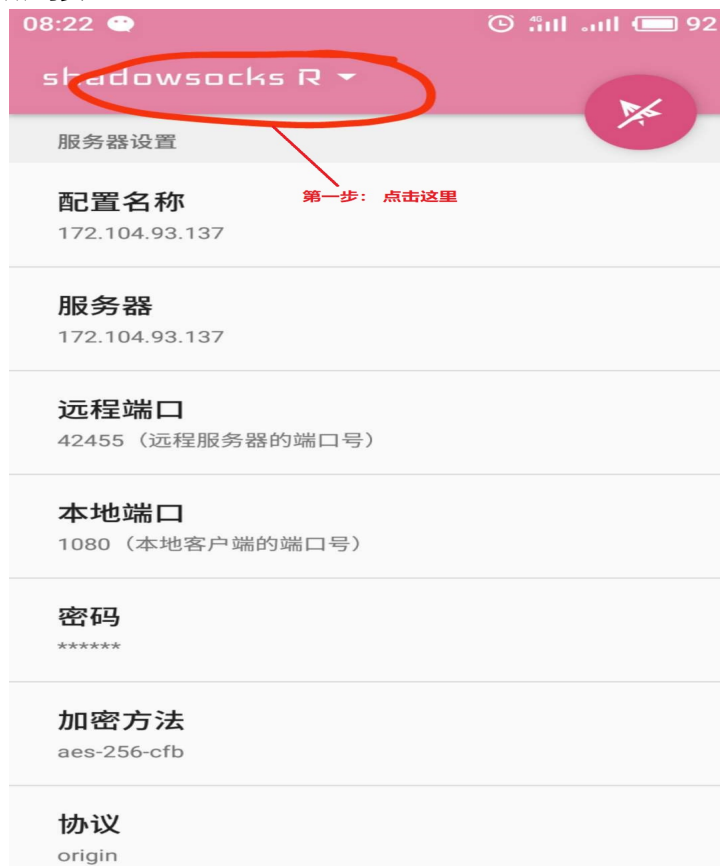 08:22
4G
92
shadowsocks R
服务器设置
第一步： 点击这里
配置名称
172.104.93.137
服务器
172.104.93.137
远程端口
42455（远程服务器的端口号）
本地端口
1080（本地客户端的端口号）
密码
******
加密方法
aes-256-cfb
协议
origin